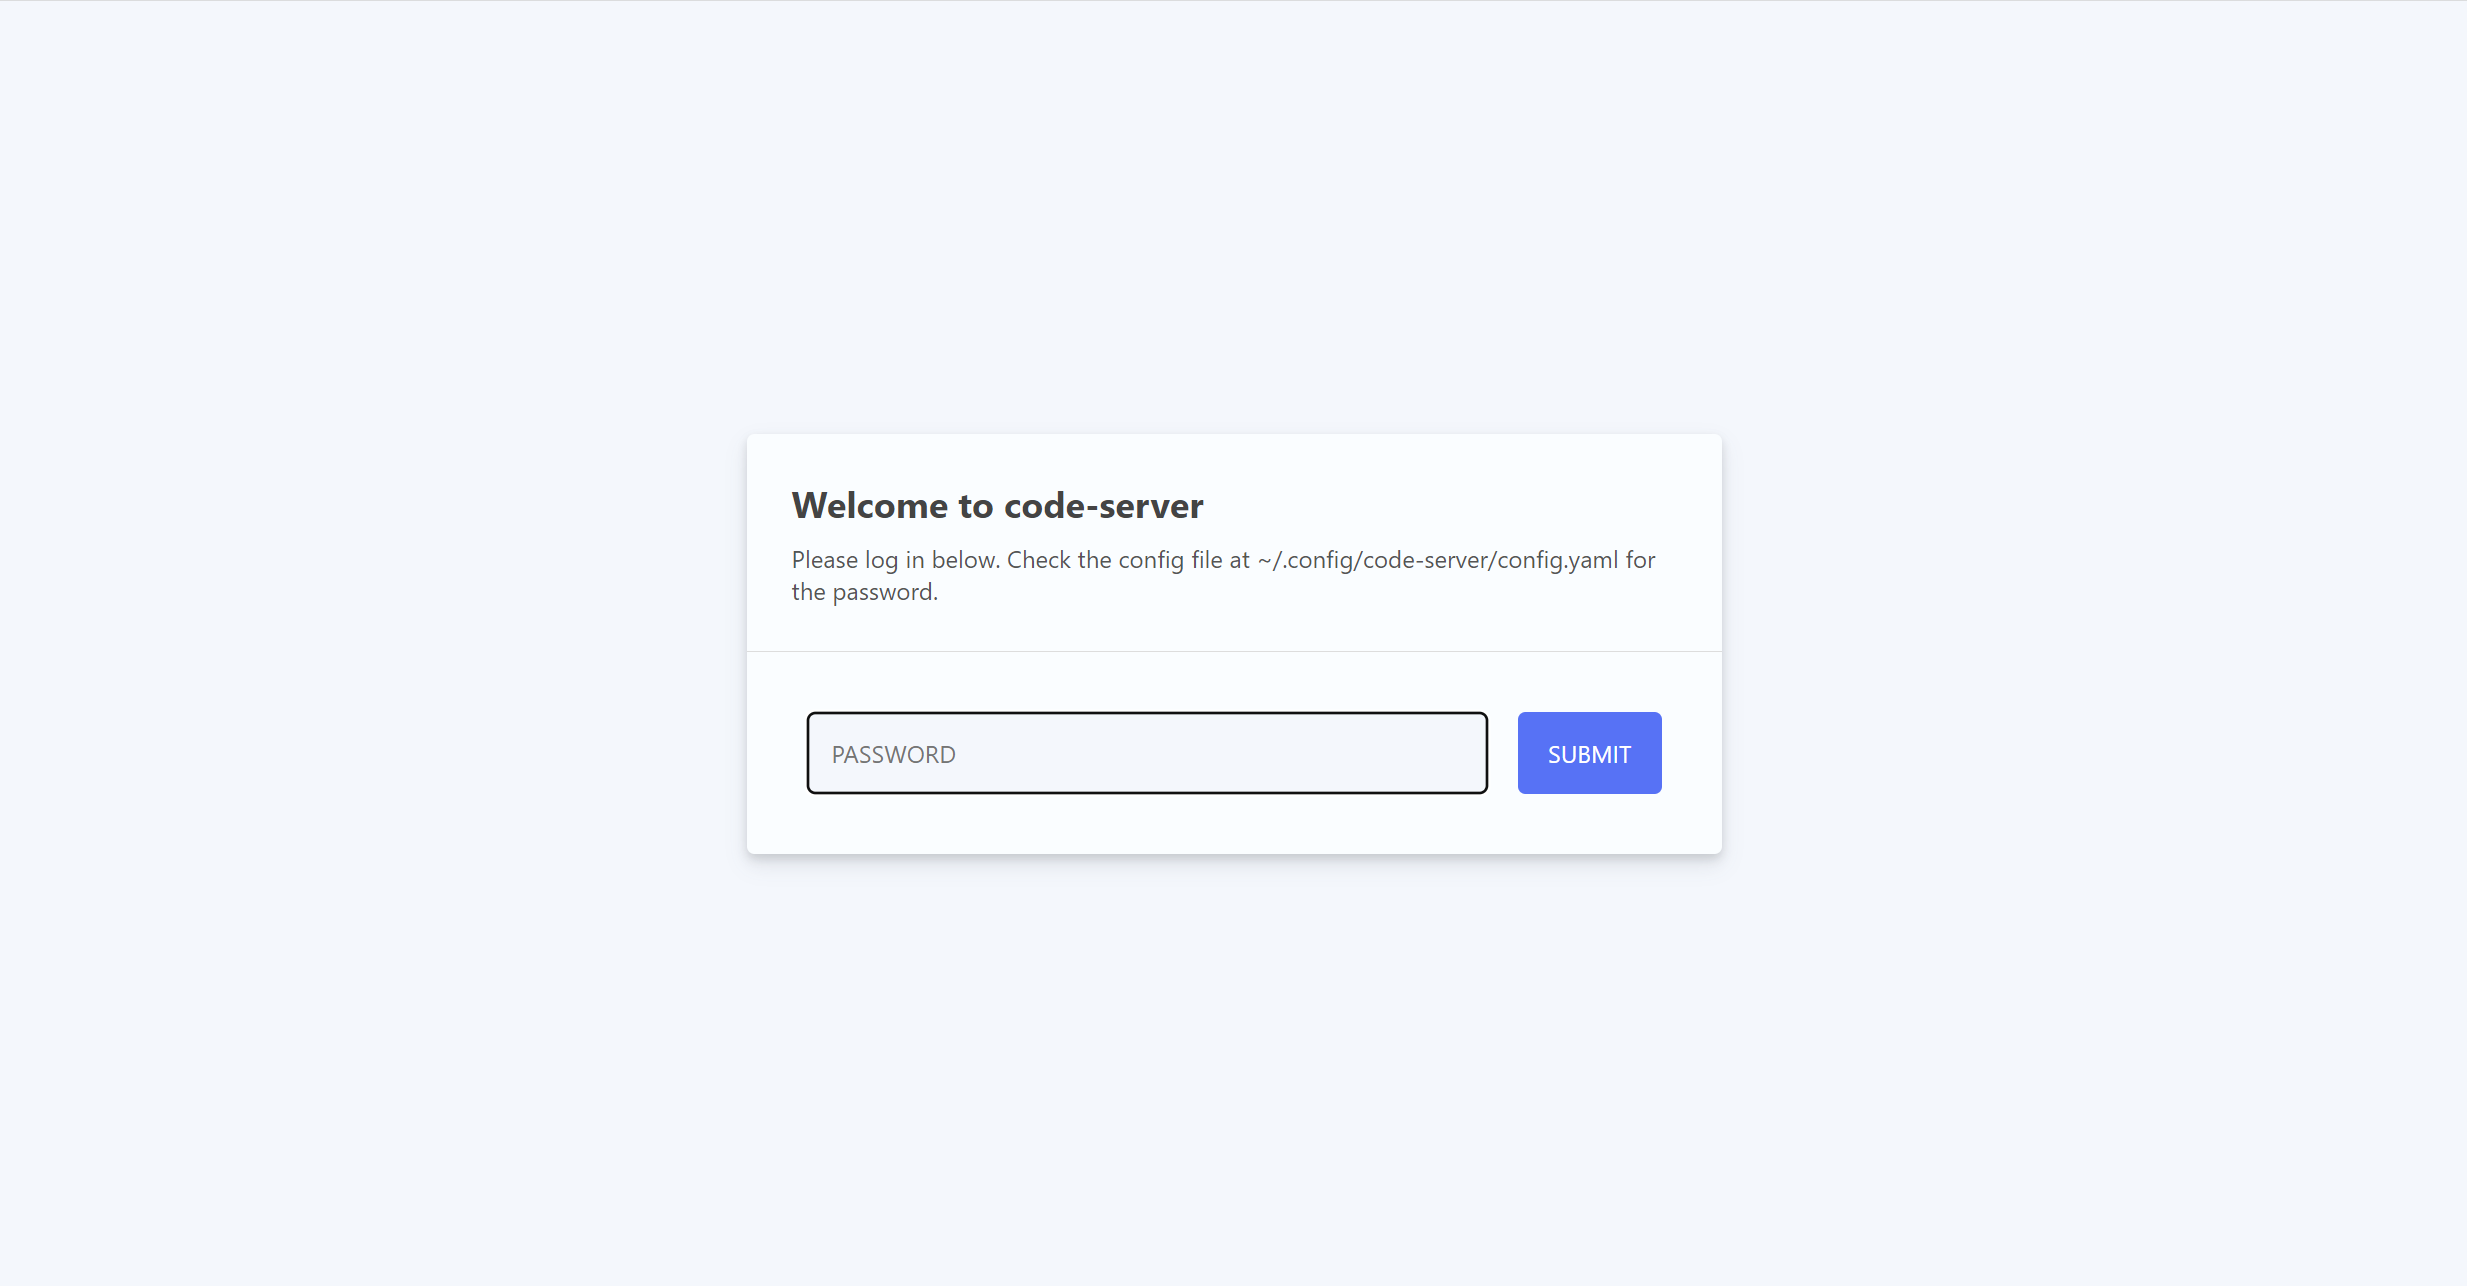 Welcome to code-server
Please log in below. Check the config file at ~/.config/code-server/config.yaml for
the password.
PASSWORD
SUBMIT